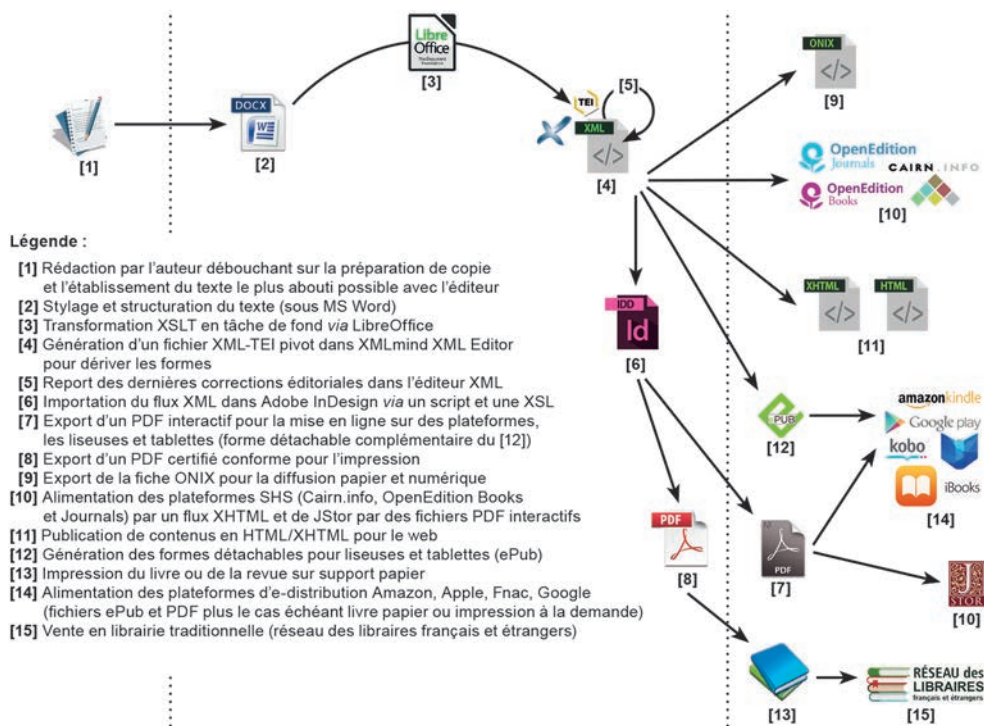 Libre
Office
The Document
Foundation
[3]
ONIX
</>
[9]
[1]
DOCX
W
[2]
TEI
[5]
XML
</>
[4]
OpenEdition
Journals
CAIRN.INFO
OpenEdition
Books
[10]
Légende :
[1] Rédaction par l'auteur débouchant sur la préparation de copie
et l'établissement du texte le plus abouti possible avec l'éditeur
[2] Stylage et structuration du texte (sous MS Word)
[3] Transformation XSLT en tâche de fond via LibreOffice
[4] Génération d'un fichier XML-TEI pivot dans XMLmind XML Editor
pour dériver les formes
[5] Report des dernières corrections éditoriales dans l'éditeur XML
[6] Importation du flux XML dans Adobe InDesign via un script et une XSL
[7] Export d'un PDF interactif pour la mise en ligne sur des plateformes,
les liseuses et tablettes (forme détachable complémentaire du [12])
[8] Export d'un PDF certifié conforme pour l'impression
[9] Export de la fiche ONIX pour la diffusion papier et numérique
[10] Alimentation des plateformes SHS (Cairn.info, OpenEdition Books
et Journals) par un flux XHTML et de JStor par des fichiers PDF interactifs
[11] Publication de contenus en HTML/XHTML pour le web
[12] Génération des formes détachables pour liseuses et tablettes (ePub)
[13] Impression du livre ou de la revue sur support papier
[14] Alimentation des plateformes d'e-distribution Amazon, Apple, Fnac, Google
(fichiers ePub et PDF plus le cas échéant livre papier ou impression à la demande)
[15] Vente en librairie traditionnelle (réseau des libraires français et étrangers)
IDD
Id
[6]
XHTML
</>
HTML
</>
[11]
PUB
[12]
amazonkindle
Google play
kobo
iBooks
[14]
PDF
[8]
PDF
[7]
J
STOR
[10]
[13]
RÉSEAU des
LIBRAIRES
français et étrangers
[15]